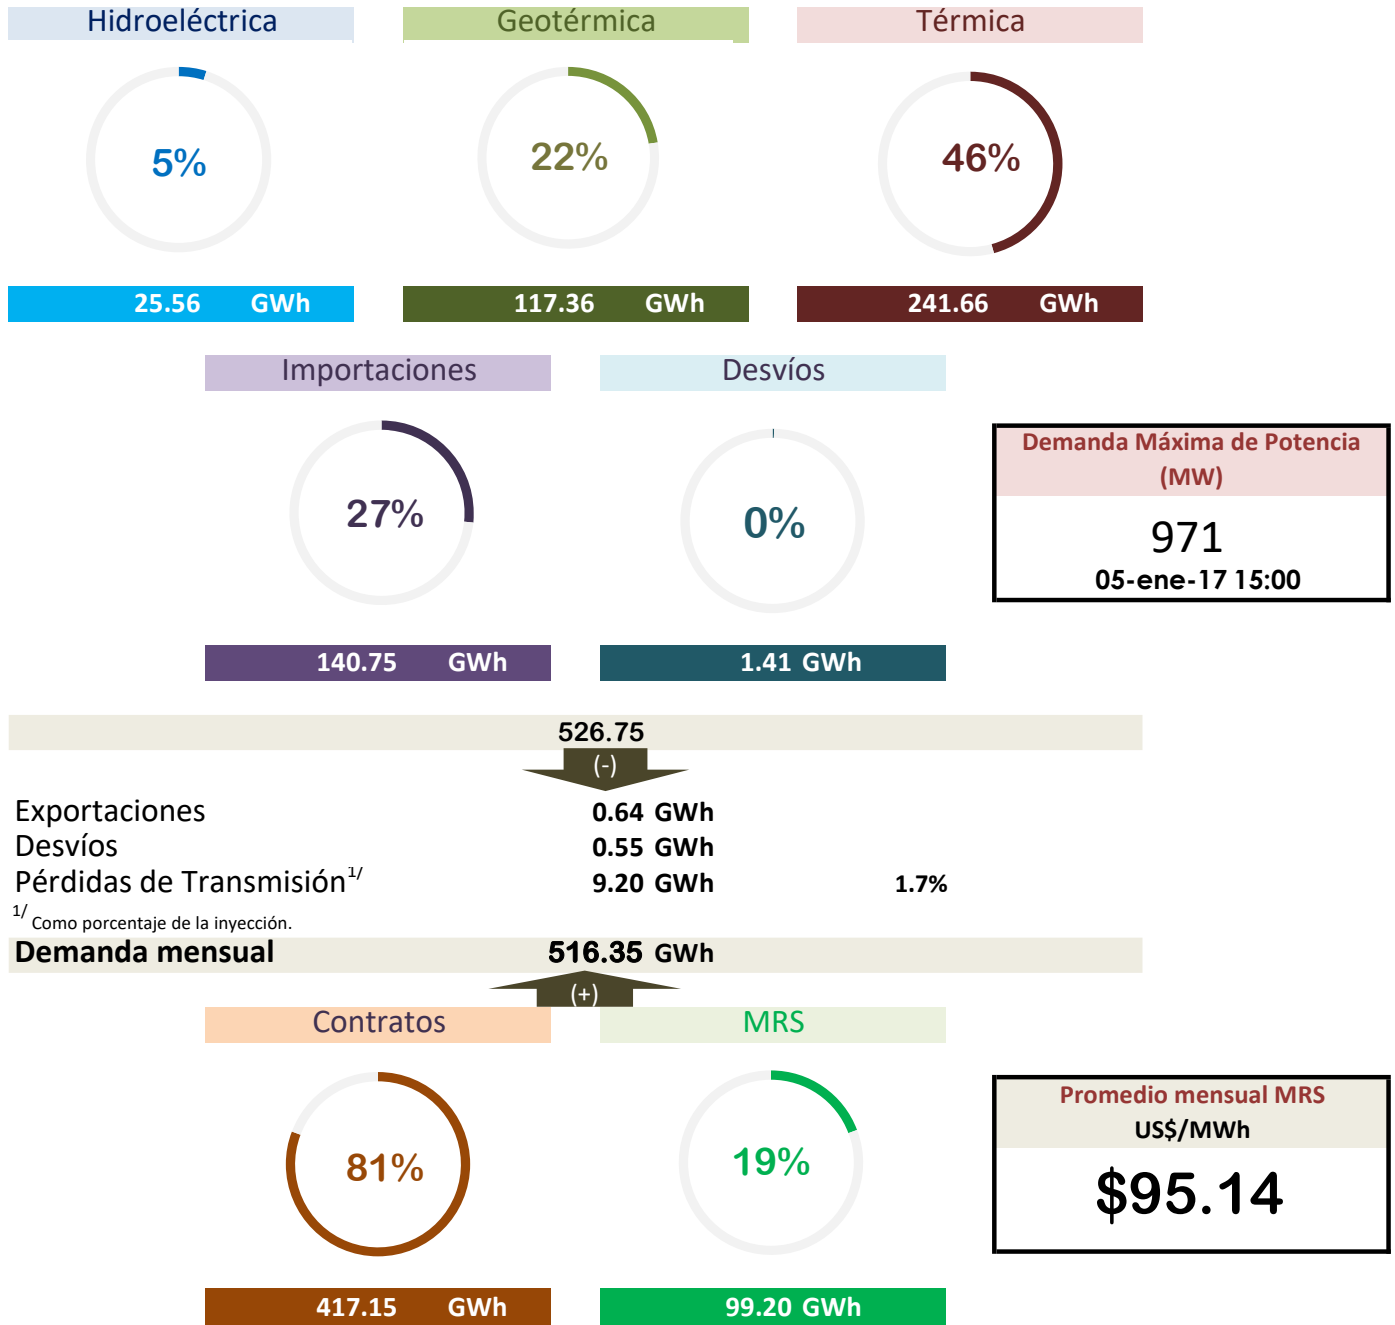 Hidroeléctrica Geotérmica Térmica
5% 22% 46%
25.56 GWh 117.36 GWh 241.66 GWh
Importaciones Desvíos
27% 0%
140.75 GWh 1.41 GWh
Demanda Máxima de Potencia
(MW)
971
05-ene-17 15:00
526.75
(-)
Exportaciones 0.64 GWh
Desvíos 0.55 GWh
Pérdidas de Transmisión1/ 9.20 GWh 1.7%
1/ Como porcentaje de la inyección.
Demanda mensual 516.35 GWh
(+)
Contratos MRS
81% 19%
417.15 GWh 99.20 GWh
Promedio mensual MRS
US$/MWh
$95.14